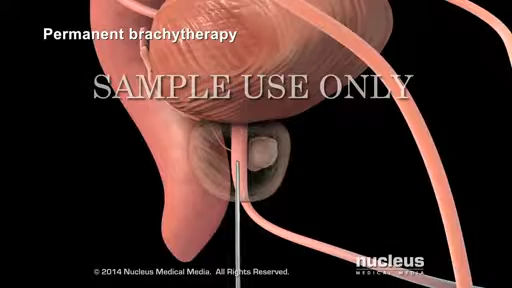 Permanent brachytherapy
SAMPLE USE ONLY
nucleus
MEDICAL MEDIA
© 2014 Nucleus Medical Media. All Rights Reserved.